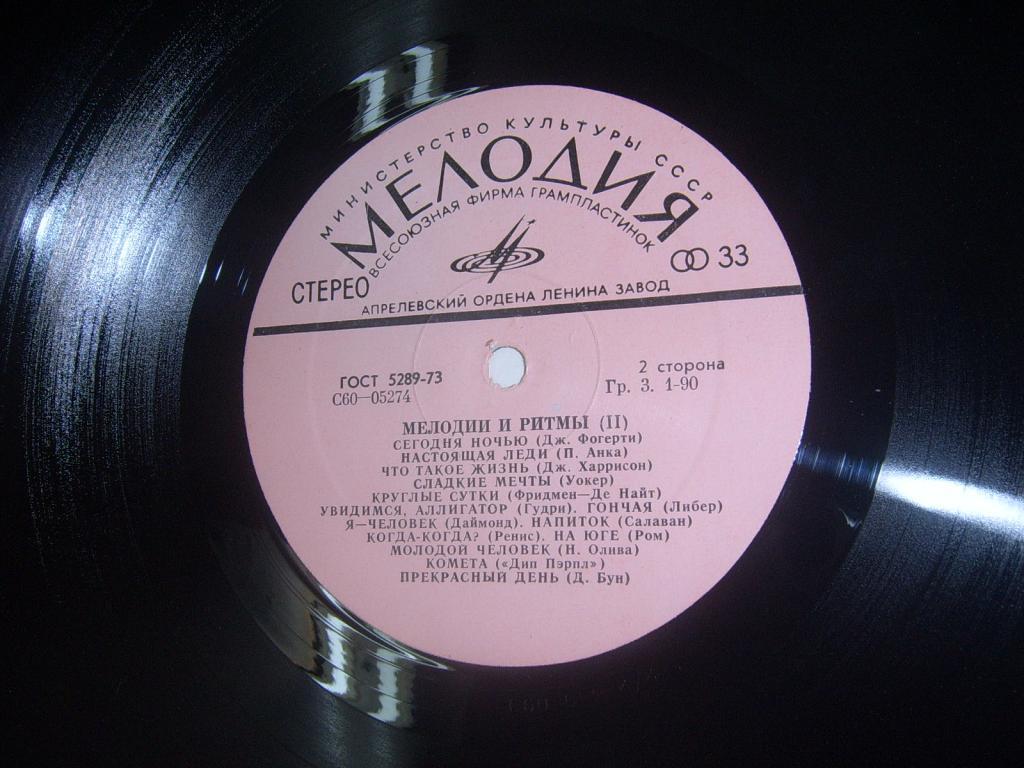 МИНИСТЕРСТВО КУЛЬТУРЫ СССР
МЕЛОДИЯ
ВСЕСОЮЗНАЯ ФИРМА ГРАМПЛАСТИНОК
СТЕРЕО
33
АПРЕЛЕВСКИЙ ОРДЕНА ЛЕНИНА ЗАВОД
ГОСТ 5289-73
С60—05274
2 сторона
Гр. 3. 1-90
МЕЛОДИИ И РИТМЫ (II)
СЕГОДНЯ НОЧЬЮ (Дж. Фогерти)
НАСТОЯЩАЯ ЛЕДИ (П. Анка)
ЧТО ТАКОЕ ЖИЗНЬ (Дж. Харрисон)
СЛАДКИЕ МЕЧТЫ (Уокер)
КРУГЛЫЕ СУТКИ (Фридмен—Де Найт)
УВИДИМСЯ, АЛЛИГАТОР (Гудри). ГОНЧАЯ (Либер)
Я—ЧЕЛОВЕК (Даймонд). НАПИТОК (Салаван)
КОГДА-КОГДА? (Ренис). НА ЮГЕ (Ром)
МОЛОДОЙ ЧЕЛОВЕК (Н. Олива)
КОМЕТА («Дип Пэрпл»)
ПРЕКРАСНЫЙ ДЕНЬ (Д. Бун)